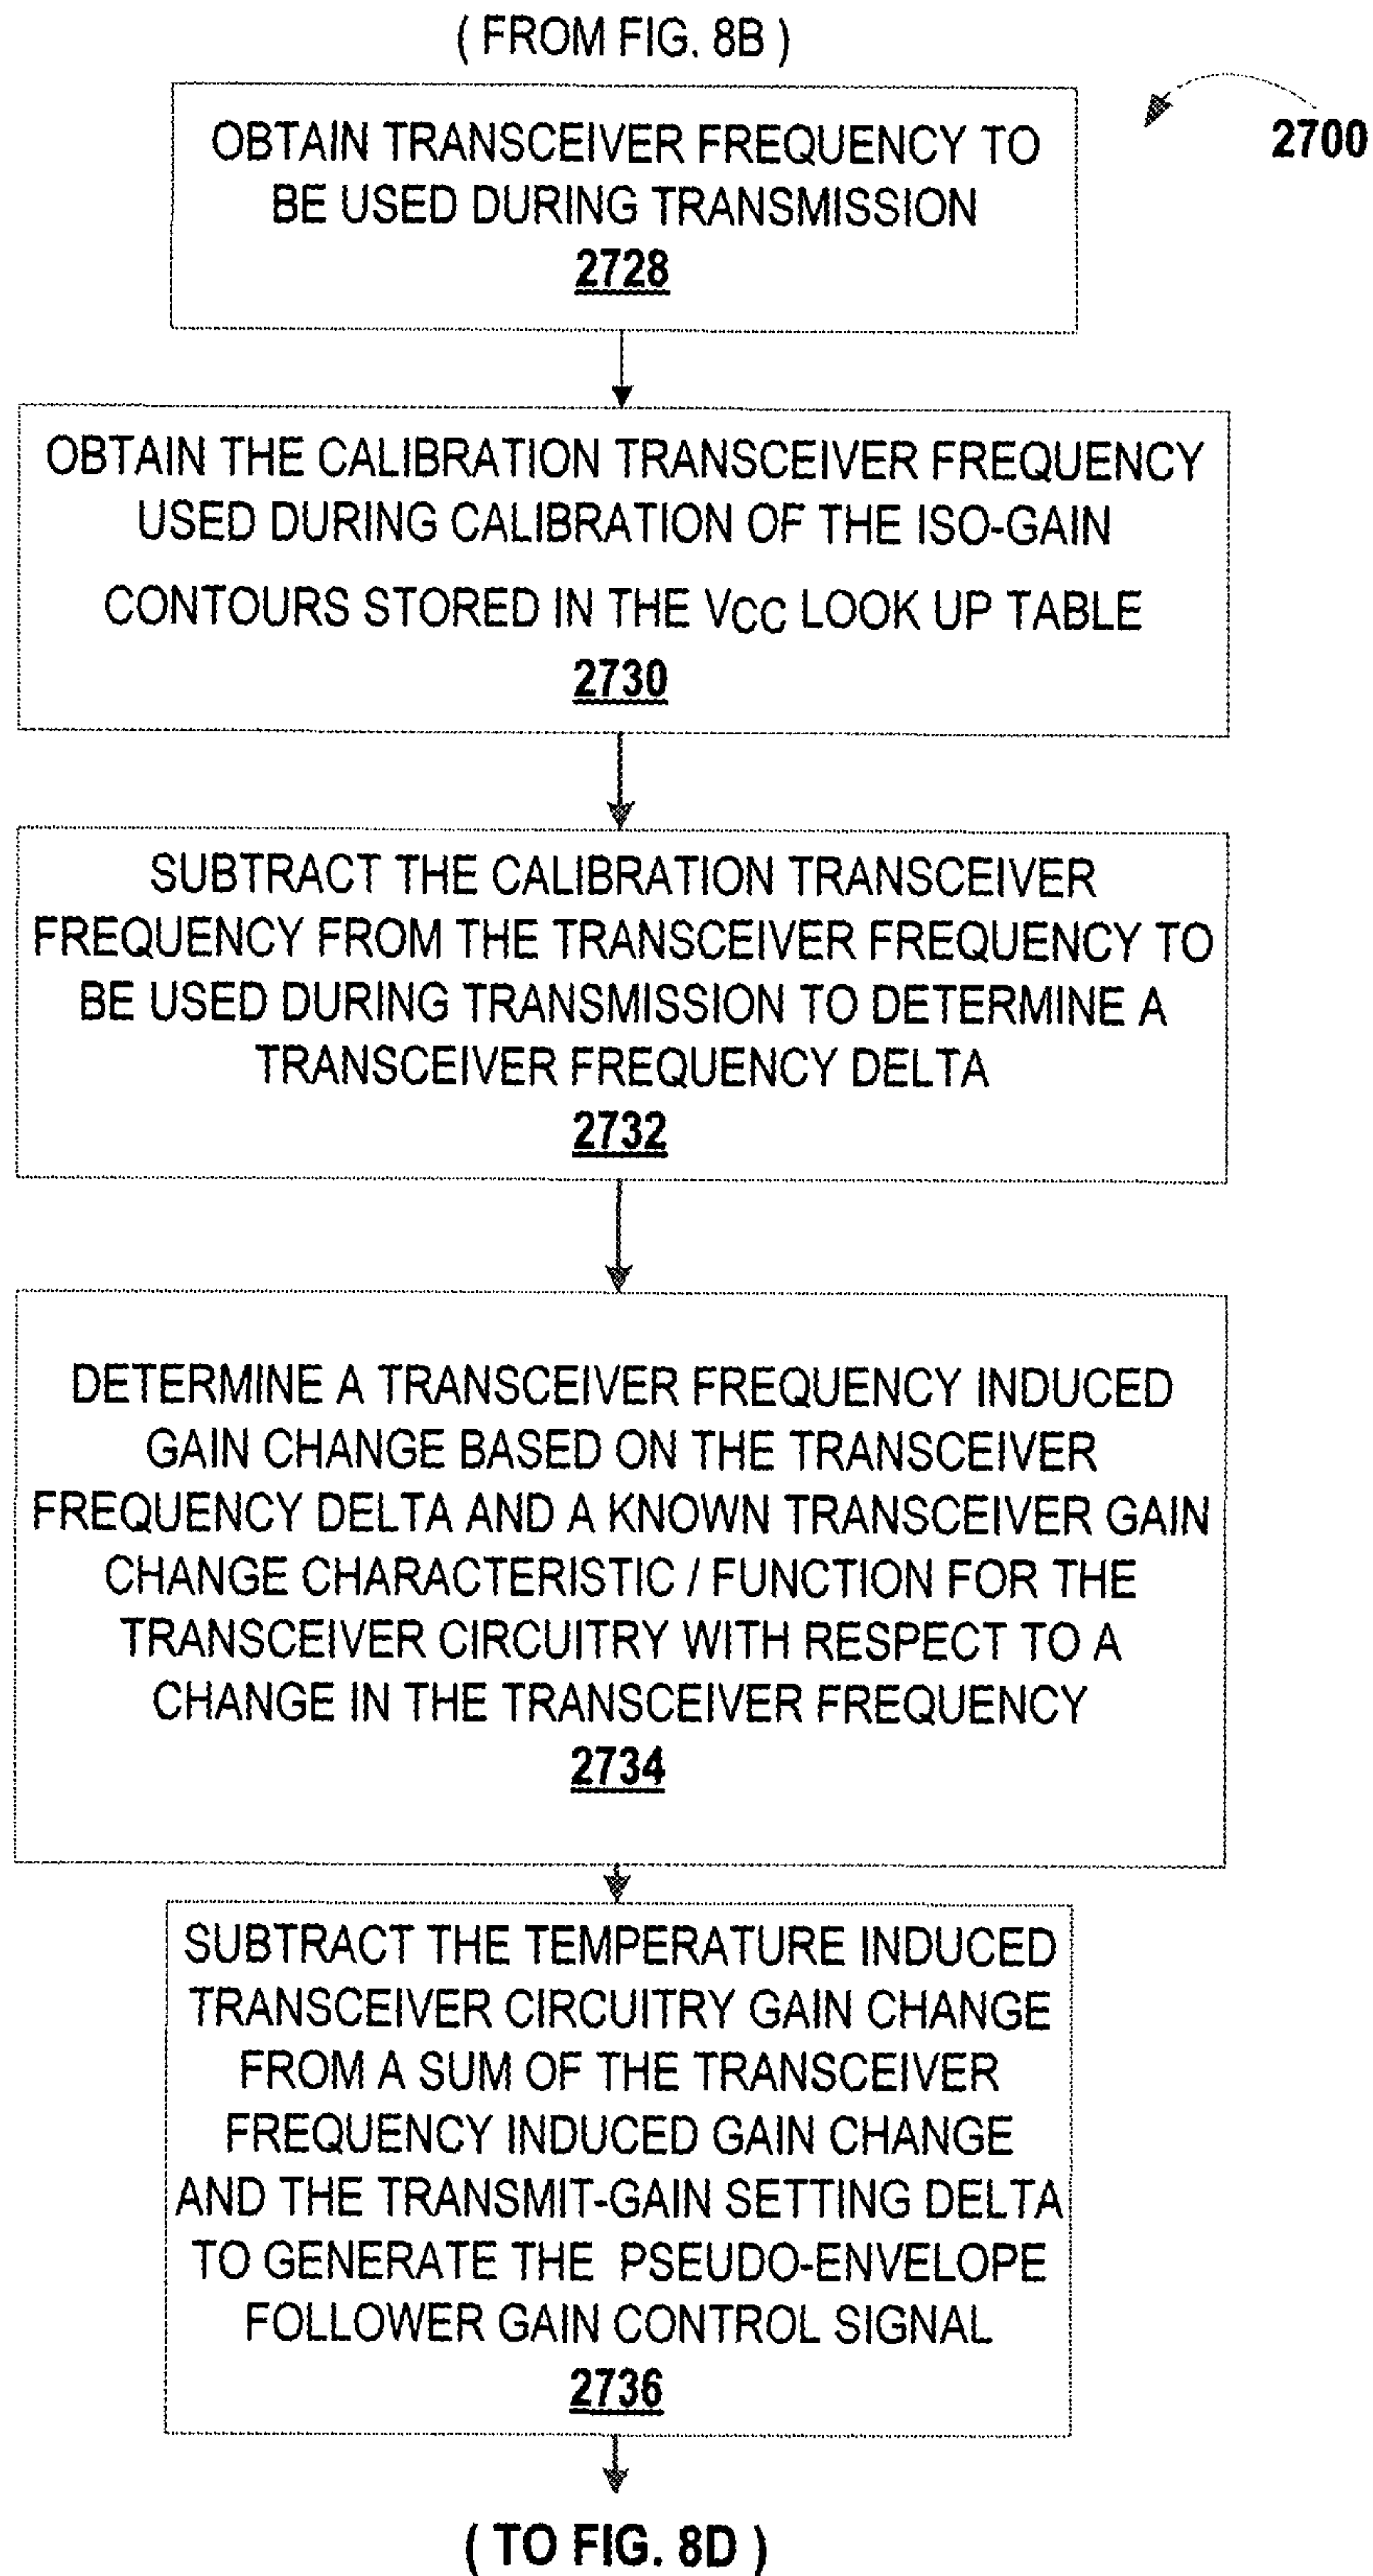 ( FROM FIG. 8B )
2700
OBTAIN TRANSCEIVER FREQUENCY TO
BE USED DURING TRANSMISSION
2728
OBTAIN THE CALIBRATION TRANSCEIVER FREQUENCY
USED DURING CALIBRATION OF THE ISO-GAIN
CONTOURS STORED IN THE VCC LOOK UP TABLE
2730
SUBTRACT THE CALIBRATION TRANSCEIVER
FREQUENCY FROM THE TRANSCEIVER FREQUENCY TO
BE USED DURING TRANSMISSION TO DETERMINE A
TRANSCEIVER FREQUENCY DELTA
2732
DETERMINE A TRANSCEIVER FREQUENCY INDUCED
GAIN CHANGE BASED ON THE TRANSCEIVER
FREQUENCY DELTA AND A KNOWN TRANSCEIVER GAIN
CHANGE CHARACTERISTIC / FUNCTION FOR THE
TRANSCEIVER CIRCUITRY WITH RESPECT TO A
CHANGE IN THE TRANSCEIVER FREQUENCY
2734
SUBTRACT THE TEMPERATURE INDUCED
TRANSCEIVER CIRCUITRY GAIN CHANGE
FROM A SUM OF THE TRANSCEIVER
FREQUENCY INDUCED GAIN CHANGE
AND THE TRANSMIT-GAIN SETTING DELTA
TO GENERATE THE PSEUDO-ENVELOPE
FOLLOWER GAIN CONTROL SIGNAL
2736
( TO FIG. 8D )